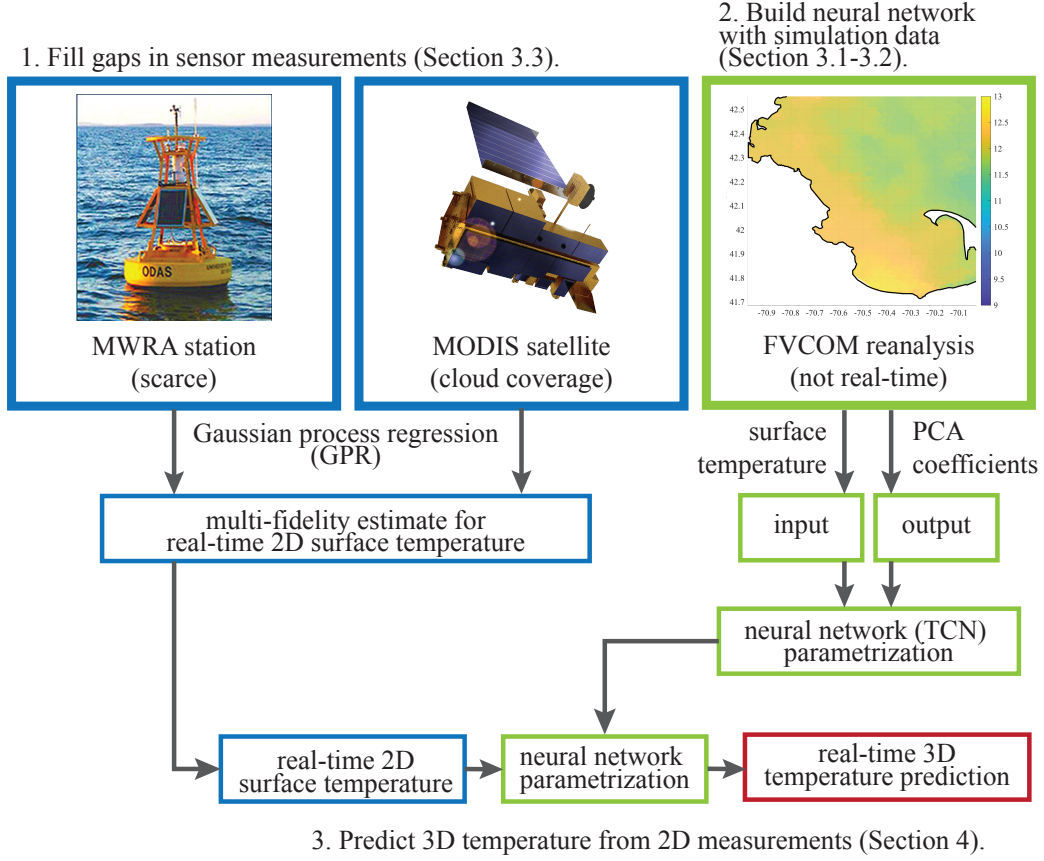 2. Build neural network
with simulation data
(Section 3.1-3.2).
1. Fill gaps in sensor measurements (Section 3.3).
ODAS
MWRA station
(scarce)
MODIS satellite
(cloud coverage)
42.5
42.4
42.3
42.2
42.1
42
41.9
41.8
41.7
-70.9 -70.8 -70.7 -70.6 -70.5 -70.4 -70.3 -70.2 -70.1
13
12.5
12
11.5
11
10.5
10
9.5
9
FVCOM reanalysis
(not real-time)
Gaussian process regression
(GPR)
surface
temperature
PCA
coefficients
multi-fidelity estimate for
real-time 2D surface temperature
input
output
neural network (TCN)
parametrization
real-time 2D
surface temperature
neural network
parametrization
real-time 3D
temperature prediction
3. Predict 3D temperature from 2D measurements (Section 4).